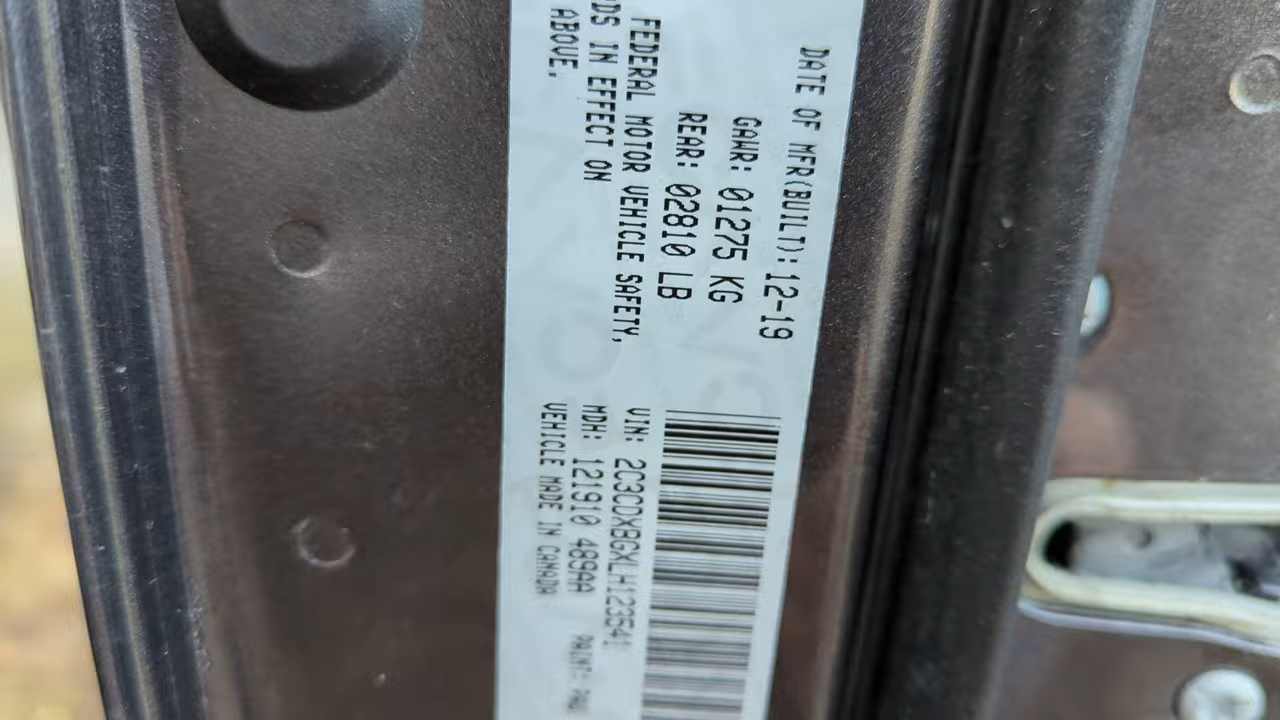 DATE OF MFR(BUILT): 12-19
GAWR: 01275 KG
REAR: 02810 LB
FEDERAL MOTOR VEHICLE SAFETY,
DS IN EFFECT ON
ABOVE.
VIN: 2C3CDXBGXLH123541
MDH: 121910 489AA PAINT:
VEHICLE MADE IN CANADA